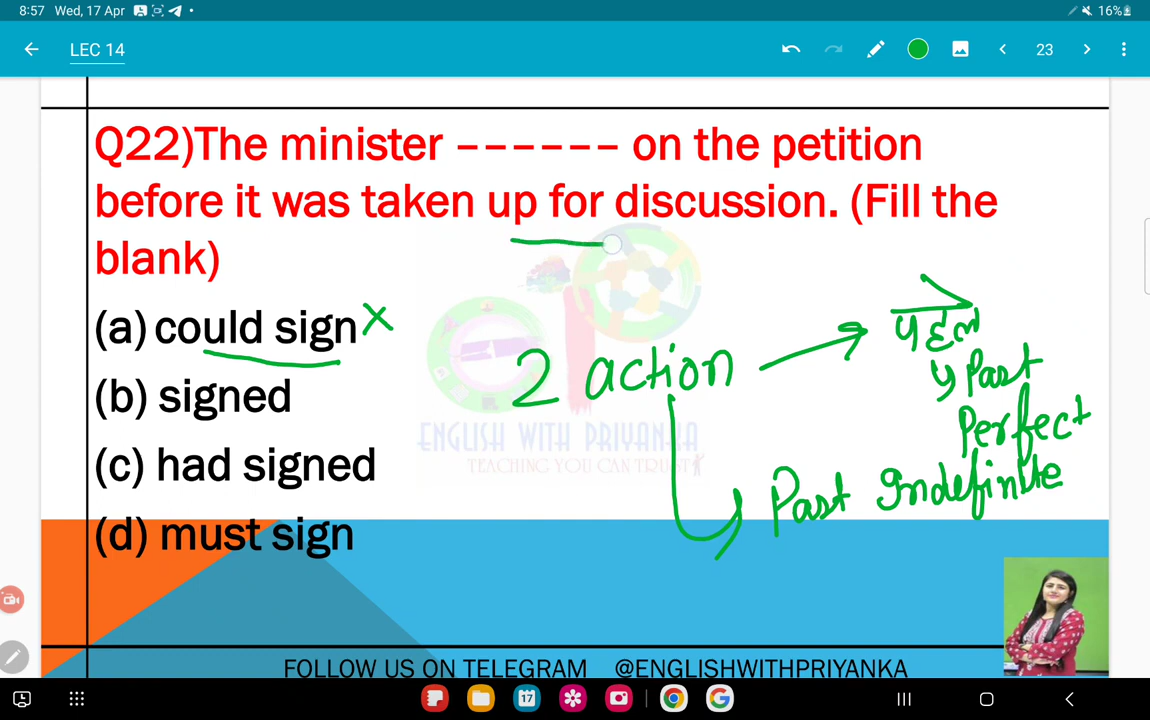 8:57 Wed, 17 Apr
16%
LEC 14
23
Q22)The minister ------ on the petition
before it was taken up for discussion. (Fill the
blank)
(a) could sign X
(b) signed
(c) had signed
(d) must sign
2 action
पहल
Past
Perfect
Past Indefinite
ENGLISH WITH PRIYANKA
TEACHING YOU CAN TRUST
FOLLOW US ON TELEGRAM @ENGLISHWITHPRIYANKA
17